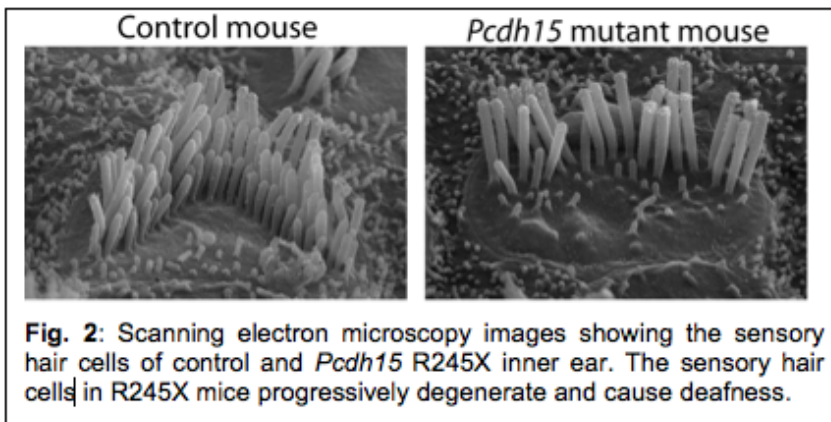 Control mouse
Pcdh15 mutant mouse
Fig. 2: Scanning electron microscopy images showing the sensory
hair cells of control and Pcdh15 R245X inner ear. The sensory hair
cells in R245X mice progressively degenerate and cause deafness.